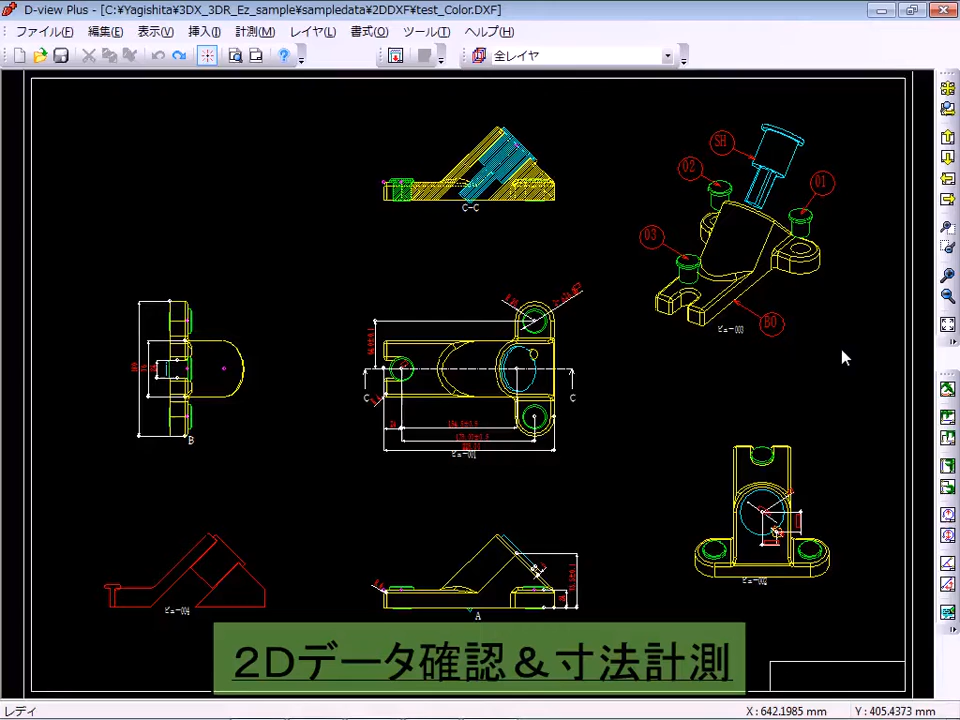 D-view Plus - [C:¥Yagishita¥3DX_3DR_Ez_sample¥sampledata¥2DDXF¥test_Color.DXF]
ファイル(F) 編集(E) 表示(V) 挿入(I) 計測(M) レイヤ(L) 書式(O) ツール(T) ヘルプ(H)
全レイヤ
SH
02
01
03
B0
ビュー003
C-C
C
C
B
ビュー001
ビュー002
ビュー004
A
2Dデータ確認&寸法計測
レディ
X : 642.1985 mm
Y : 405.4373 mm